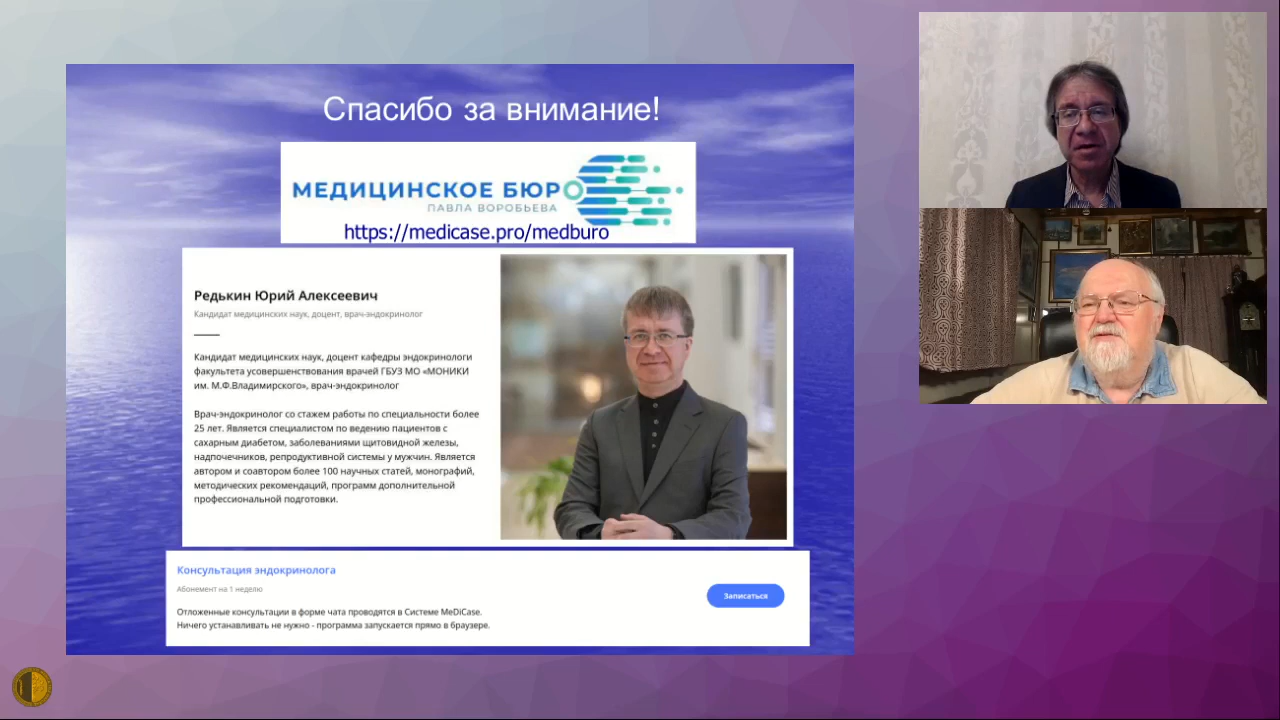 Спасибо за внимание!
МЕДИЦИНСКОЕ БЮРО
ПАВЛА ВОРОБЬЕВА
https://medicase.pro/medburo
Редькин Юрий Алексеевич
Кандидат медицинских наук, доцент, врач-эндокринолог
Кандидат медицинских наук, доцент кафедры эндокринологи
факультета усовершенствования врачей ГБУЗ МО «МОНИКИ
им. М.Ф.Владимирского», врач-эндокринолог
Врач-эндокринолог со стажем работы по специальности более
25 лет. Является специалистом по ведению пациентов с
сахарным диабетом, заболеваниями щитовидной железы,
надпочечников, репродуктивной системы у мужчин. Является
автором и соавтором более 100 научных статей, монографий,
методических рекомендаций, программ дополнительной
профессиональной подготовки.
Консультация эндокринолога
Абонемент на 1 неделю
Отложенные консультации в форме чата проводятся в Системе MeDiCase.
Ничего устанавливать не нужно - программа запускается прямо в браузере.
Записаться